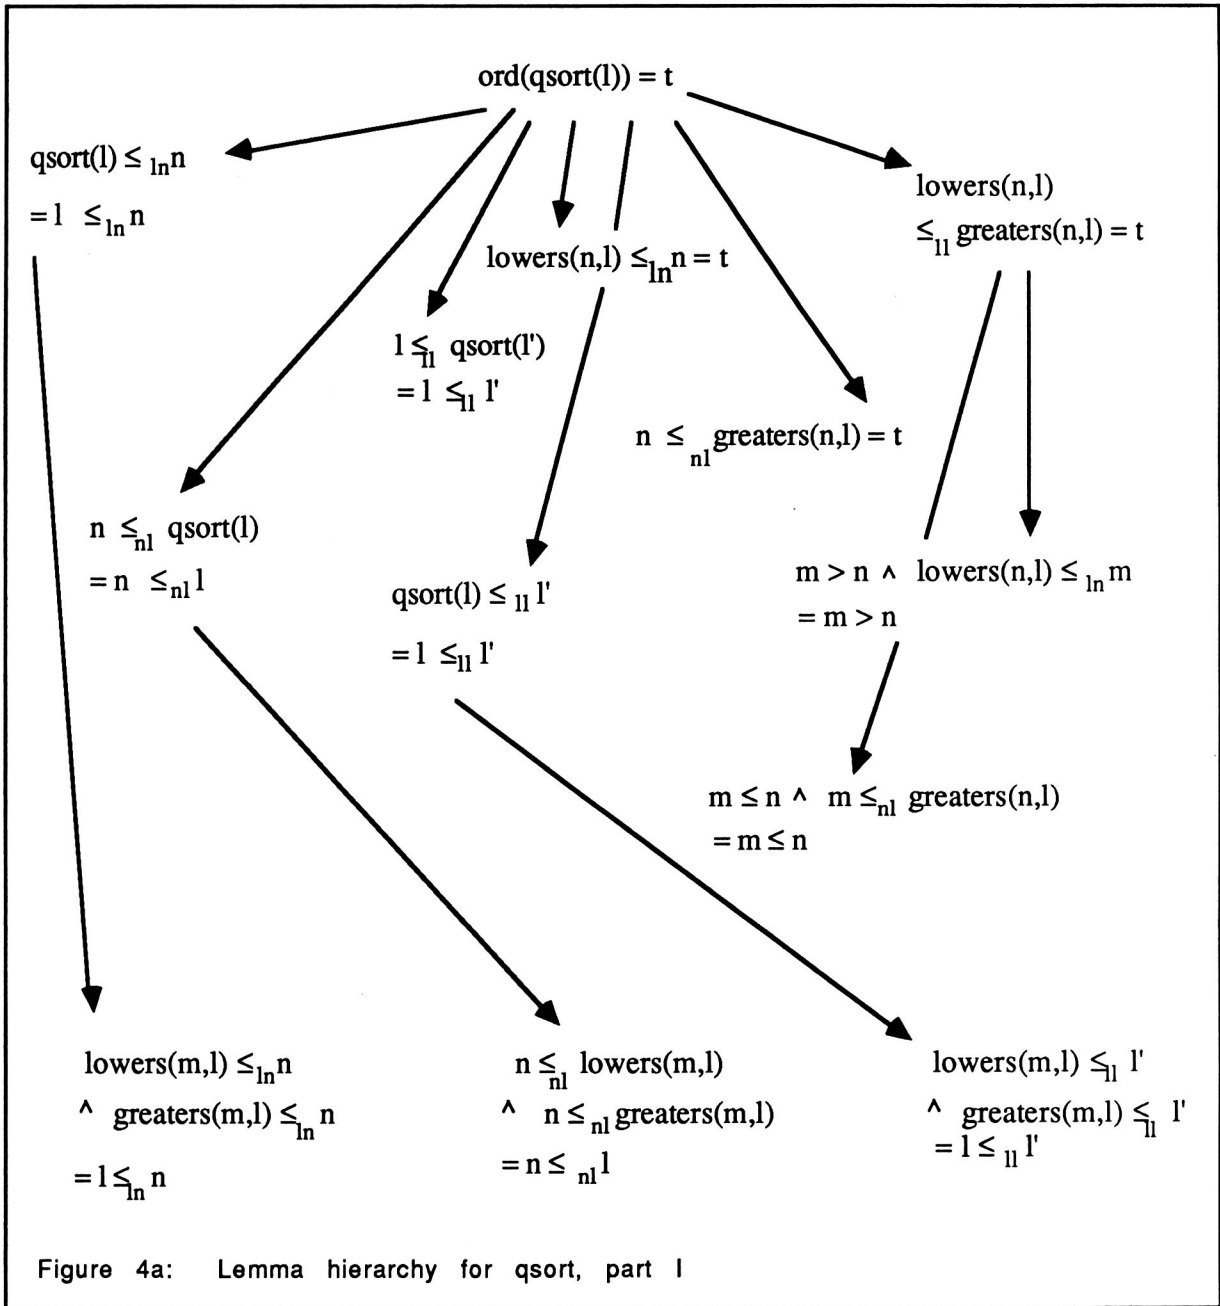 ord(qsort(l)) = t
qsort(l) ≤ ln n
= l ≤ln n
lowers(n,l)
≤ll greaters(n,l) = t
lowers(n,l) ≤ln n = t
l ≤ll qsort(l')
= l ≤ll l'
n ≤nl greaters(n,l) = t
n ≤nl qsort(l)
= n ≤nl l
qsort(l) ≤ll l'
= l ≤ll l'
m > n ∧ lowers(n,l) ≤ln m
= m > n
m ≤ n ∧ m ≤nl greaters(n,l)
= m ≤ n
lowers(m,l) ≤ln n
∧ greaters(m,l) ≤ln n
= l ≤ln n
n ≤nl lowers(m,l)
∧ n ≤nl greaters(m,l)
= n ≤nl l
lowers(m,l) ≤ll l'
∧ greaters(m,l) ≤ll l'
= l ≤ll l'
Figure 4a: Lemma hierarchy for qsort, part I